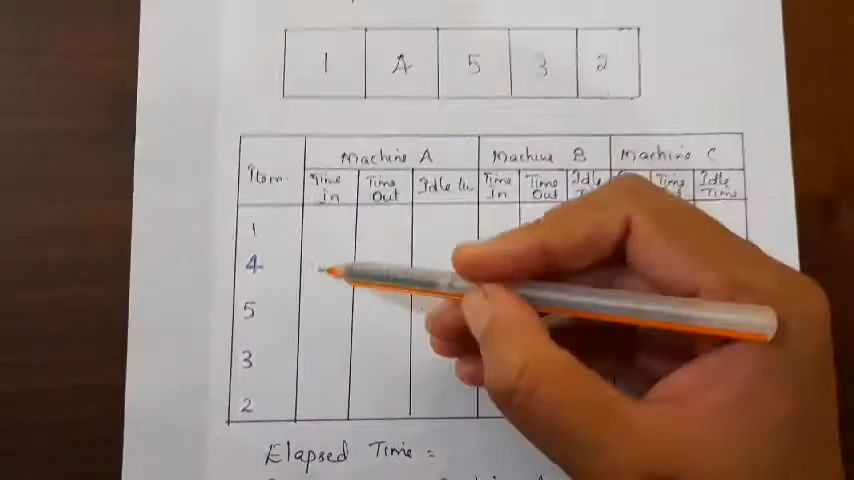 1 4 5 3 2
Item. Machine A Machine B Machine C
Time In Time Out Idle Time In Time Out Idle Time Idle Time
1
4
5
3
2
Elapsed Time =